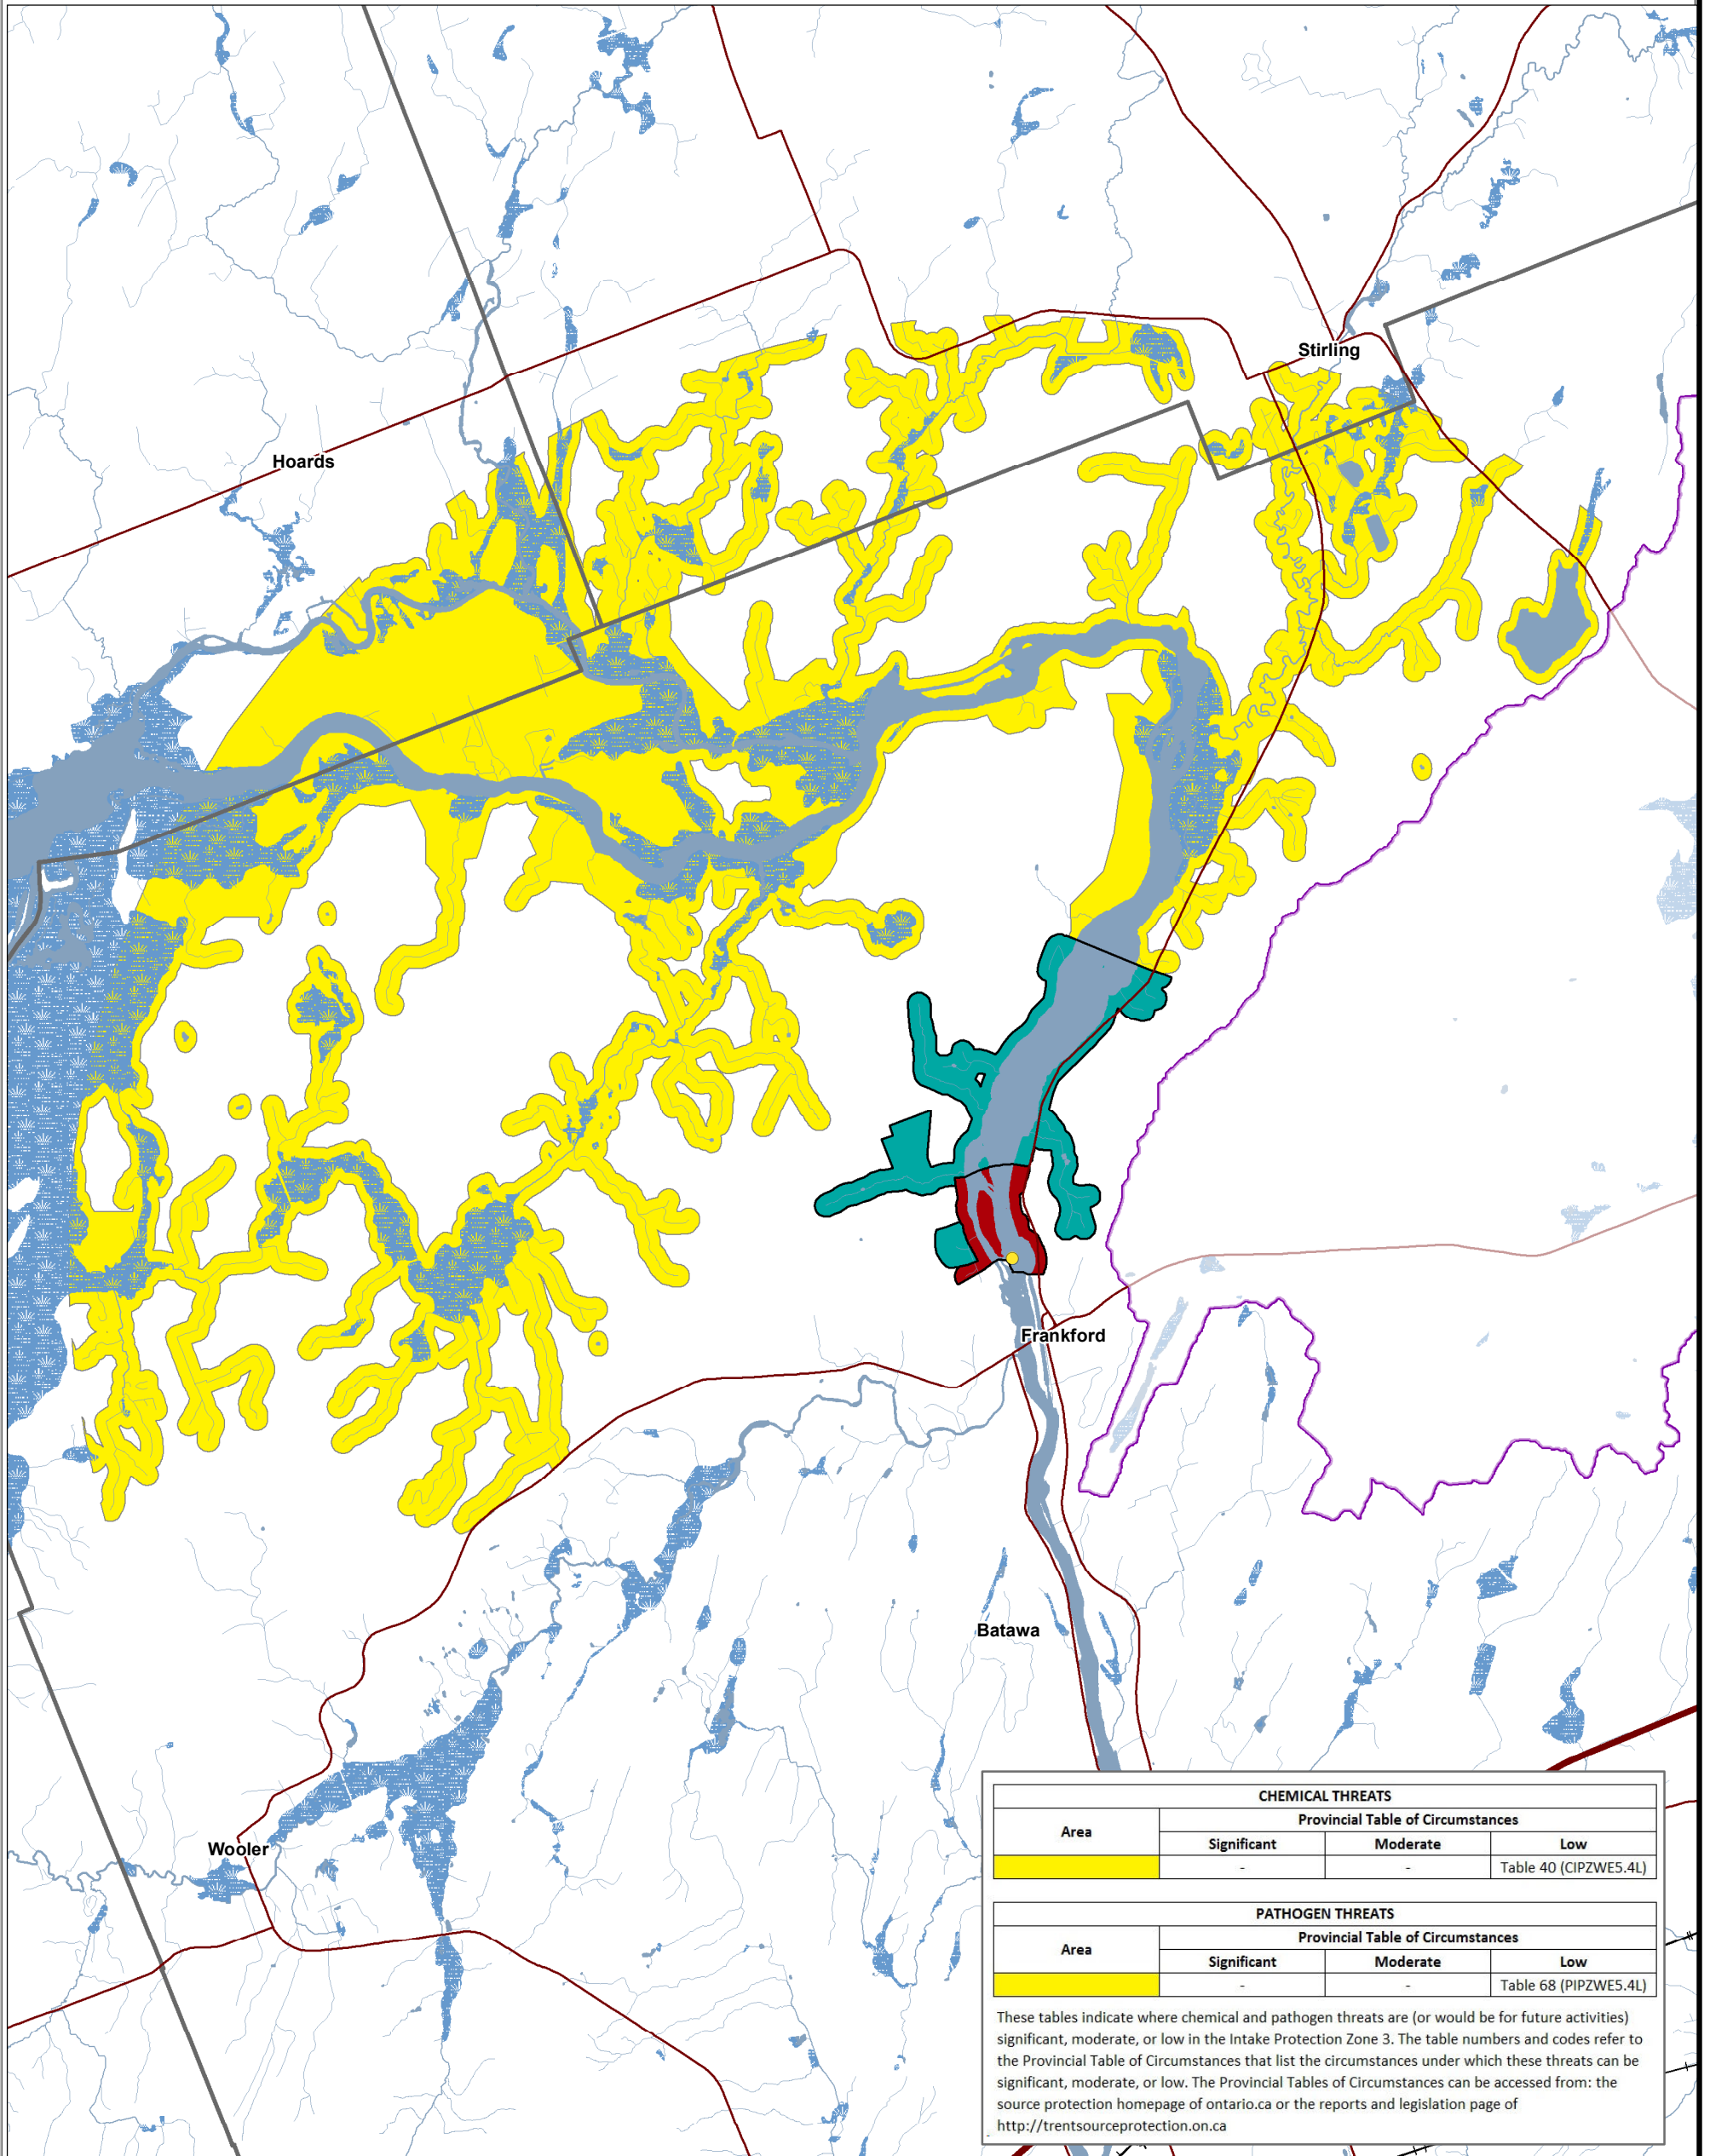 Stirling
Hoards
Frankford
Batawa
Wooler
CHEMICAL THREATS
Area
Provincial Table of Circumstances
Significant Moderate Low
- - Table 40 (CIPZWE5.4L)
PATHOGEN THREATS
Area
Provincial Table of Circumstances
Significant Moderate Low
- - Table 68 (PIPZWE5.4L)
These tables indicate where chemical and pathogen threats are (or would be for future activities)
significant, moderate, or low in the Intake Protection Zone 3. The table numbers and codes refer to
the Provincial Table of Circumstances that list the circumstances under which these threats can be
significant, moderate, or low. The Provincial Tables of Circumstances can be accessed from: the
source protection homepage of ontario.ca or the reports and legislation page of
http://trentsourceprotection.on.ca